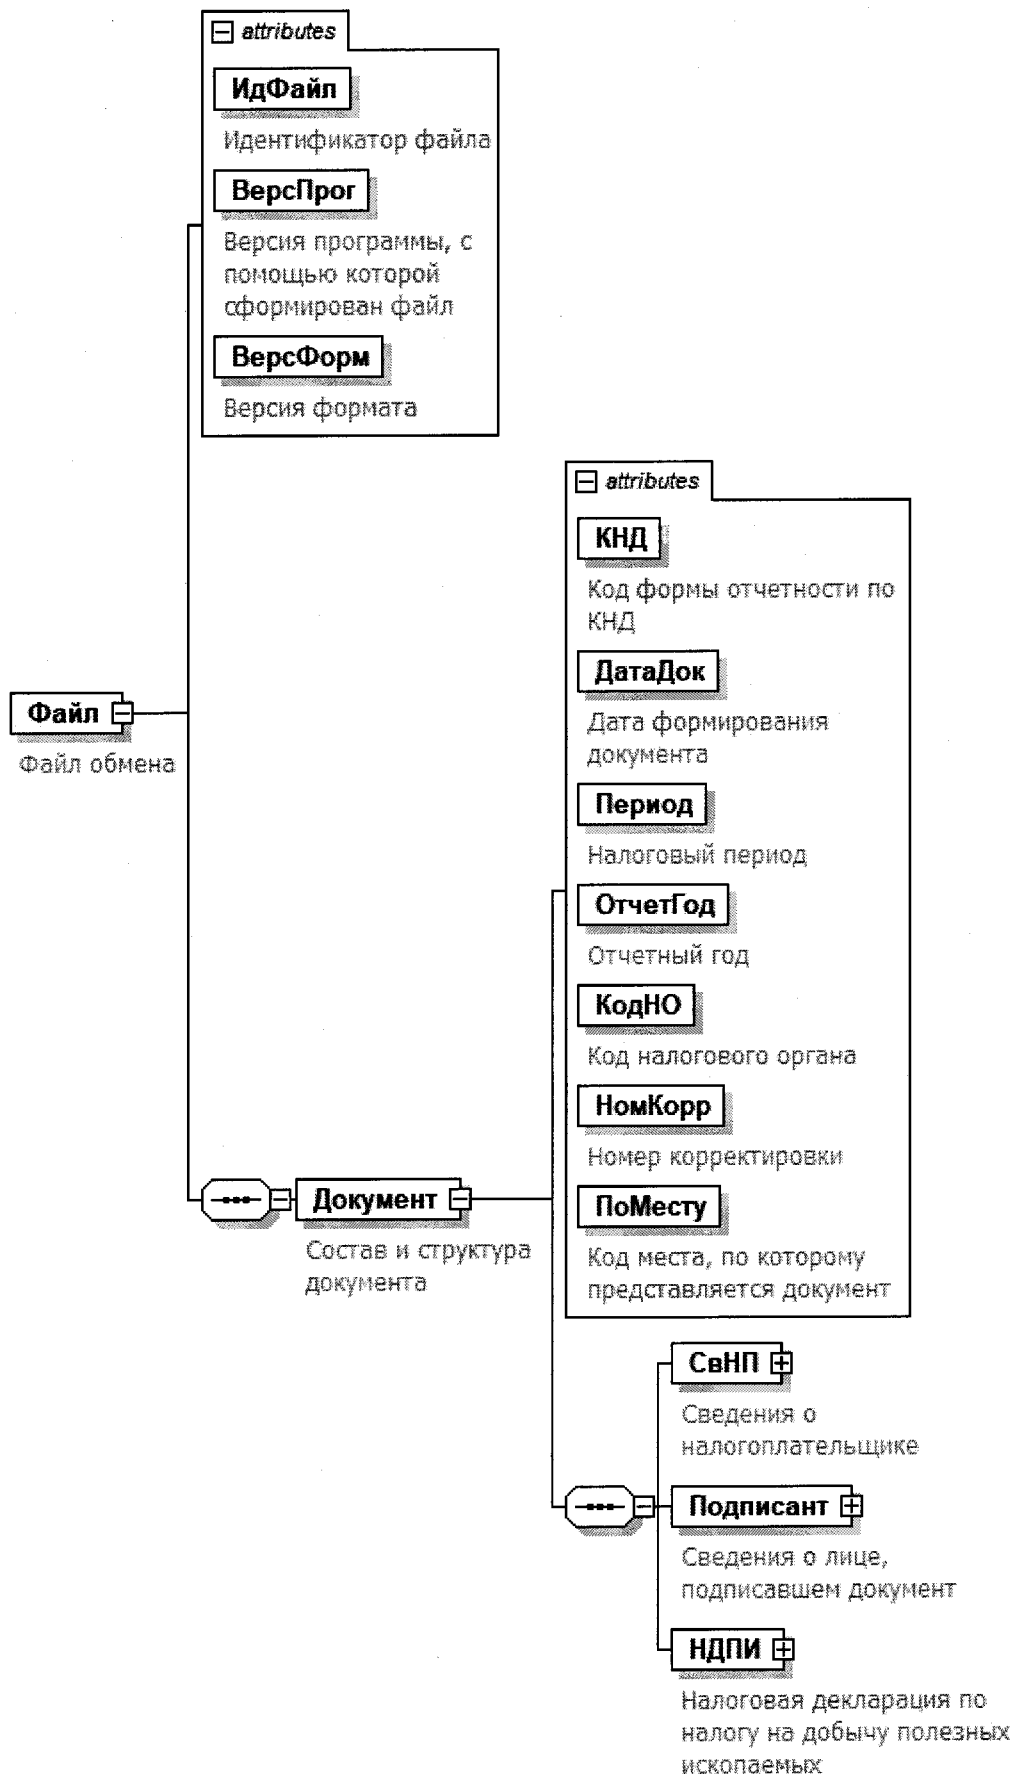 attributes
ИдФайл
Идентификатор файла
ВерсПрог
Версия программы, с
помощью которой
сформирован файл
ВерсФорм
Версия формата
attributes
КНД
Код формы отчетности по
КНД
ДатаДок
Дата формирования
документа
Файл
Файл обмена
Период
Налоговый период
ОтчетГод
Отчетный год
КодНО
Код налогового органа
НомКорр
Номер корректировки
Документ
Состав и структура
документа
ПоМесту
Код места, по которому
представляется документ
СвНП
Сведения о
налогоплательщике
Подписант
Сведения о лице,
подписавшем документ
НДПИ
Налоговая декларация по
налогу на добычу полезных
ископаемых